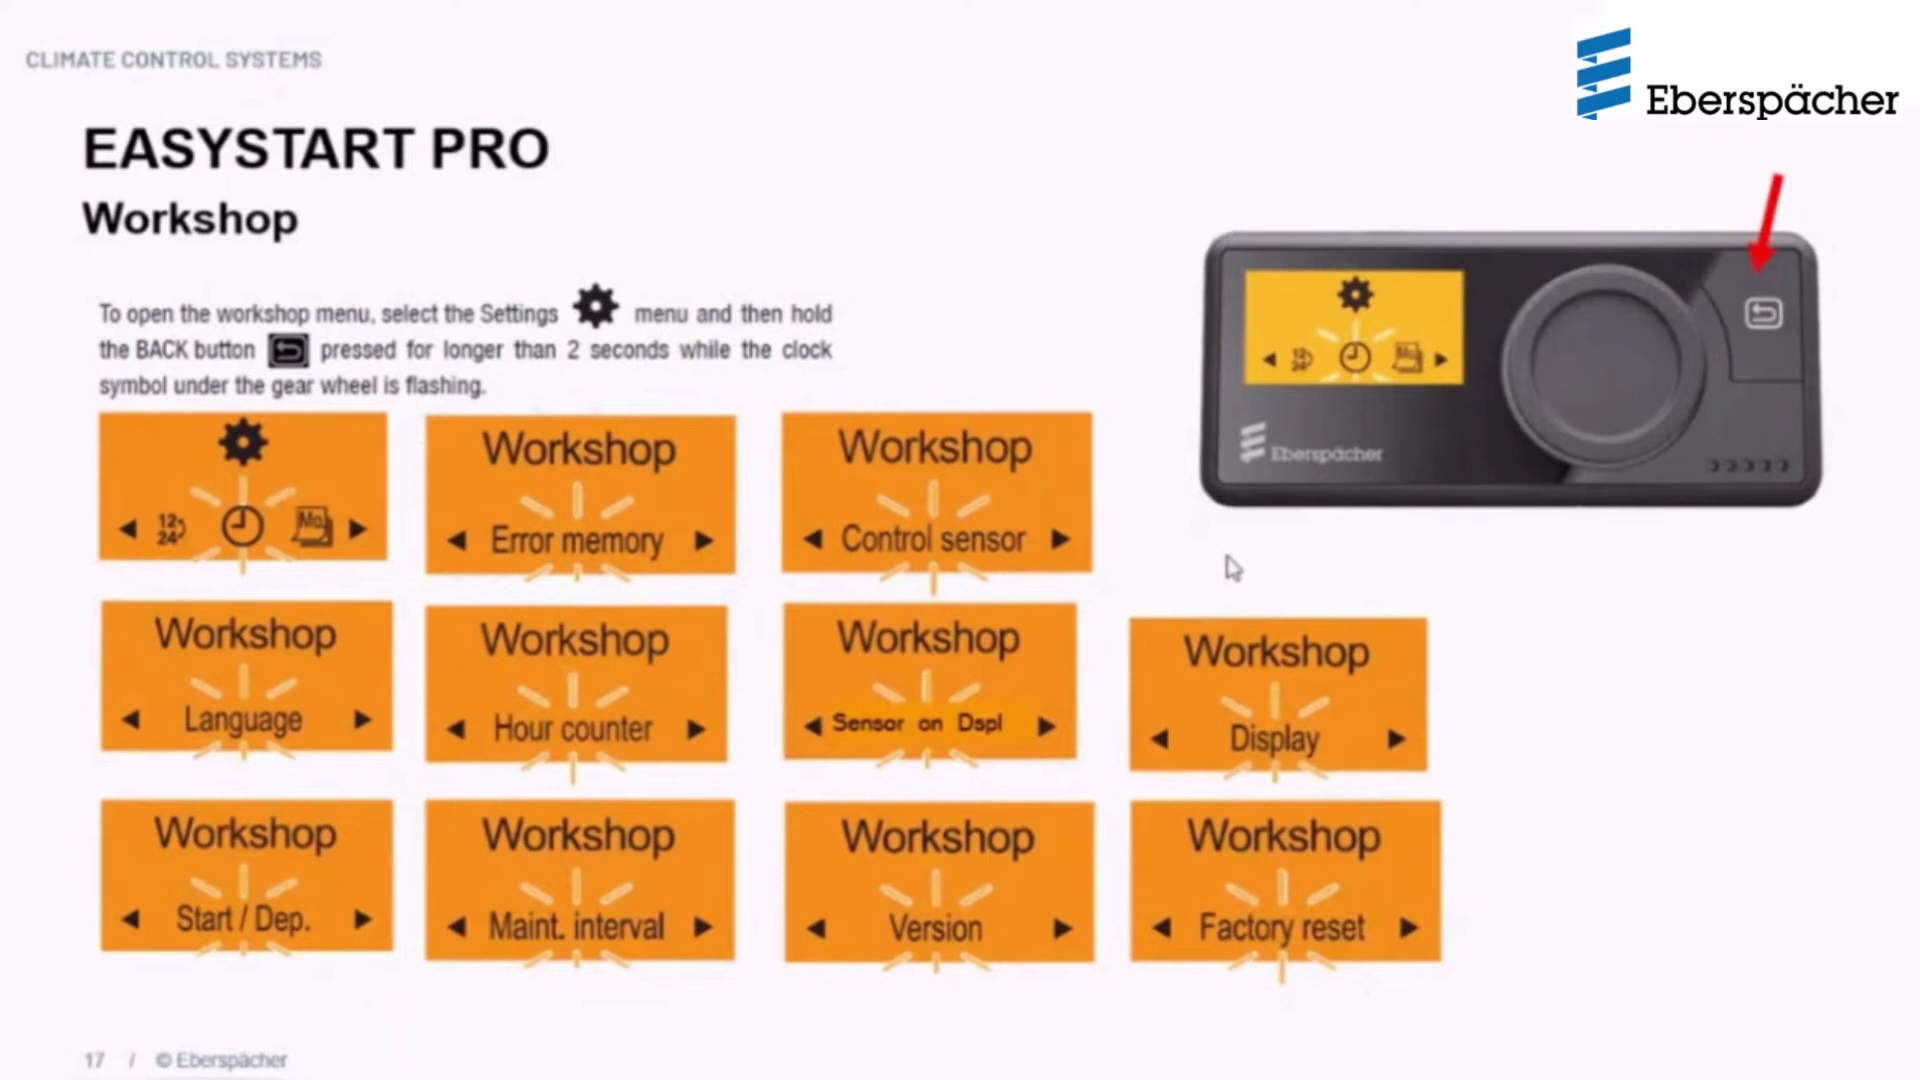 CLIMATE CONTROL SYSTEMS
Eberspächer
EASYSTART PRO
Workshop
To open the workshop menu, select the Settings menu and then hold
the BACK button pressed for longer than 2 seconds while the clock
symbol under the gear wheel is flashing.
12 24 Mo
Eberspächer
12 24 Mo
Workshop
Error memory
Workshop
Control sensor
Workshop
Language
Workshop
Hour counter
Workshop
Sensor on Dspl
Workshop
Display
Workshop
Start / Dep.
Workshop
Maint. interval
Workshop
Version
Workshop
Factory reset
17 / © Eberspächer